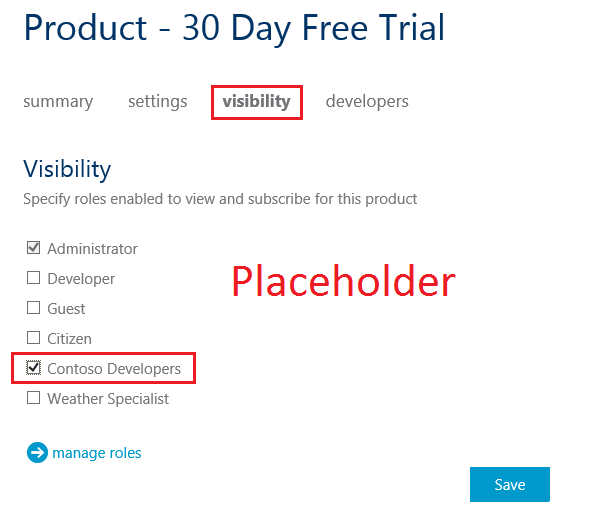 Product - 30 Day Free Trial
summary settings visibility developers
Visibility
Specify roles enabled to view and subscribe for this product
Administrator
Developer
Placeholder
Guest
Citizen
Contoso Developers
Weather Specialist
manage roles
Save